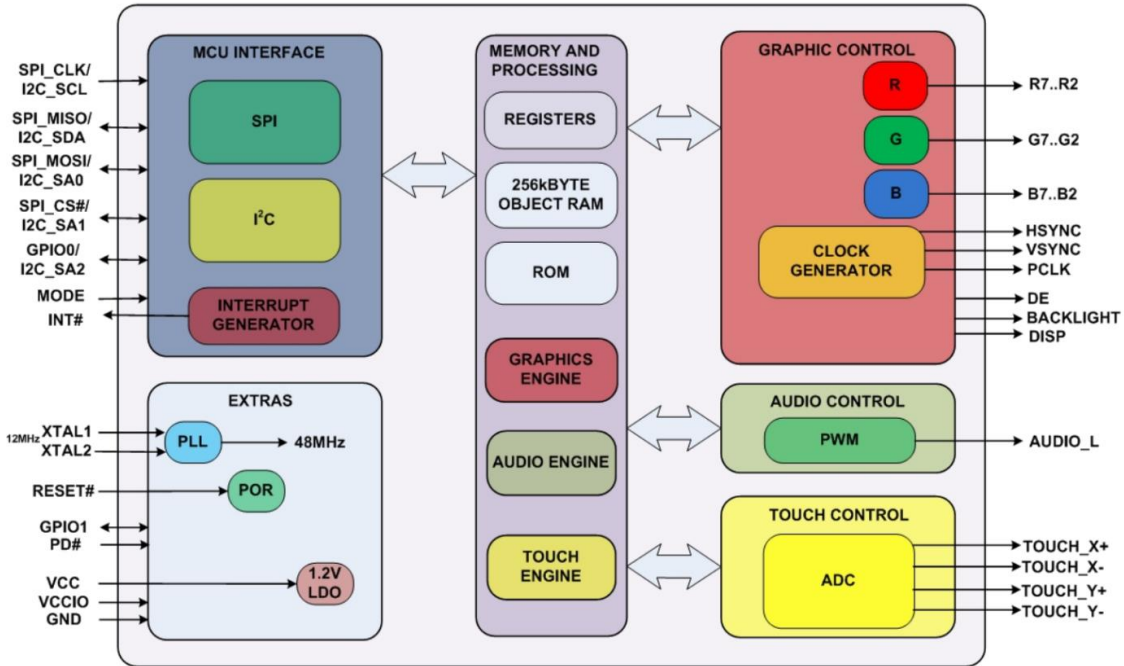 MCU INTERFACE
SPI_CLK/
I2C_SCL
SPI_MISO/
I2C_SDA
SPI_MOSI/
I2C_SA0
SPI_CS#/
I2C_SA1
GPIO0/
I2C_SA2
MODE
INT#
SPI
I²C
INTERRUPT
GENERATOR
EXTRAS
12MHz
XTAL1
XTAL2
PLL
48MHz
RESET#
POR
GPIO1
PD#
VCC
VCCIO
GND
1.2V
LDO
MEMORY AND
PROCESSING
REGISTERS
256kBYTE
OBJECT RAM
ROM
GRAPHICS
ENGINE
AUDIO ENGINE
TOUCH
ENGINE
GRAPHIC CONTROL
R
R7..R2
G
G7..G2
B
B7..B2
CLOCK
GENERATOR
HSYNC
VSYNC
PCLK
DE
BACKLIGHT
DISP
AUDIO CONTROL
PWM
AUDIO_L
TOUCH CONTROL
ADC
TOUCH_X+
TOUCH_X-
TOUCH_Y+
TOUCH_Y-